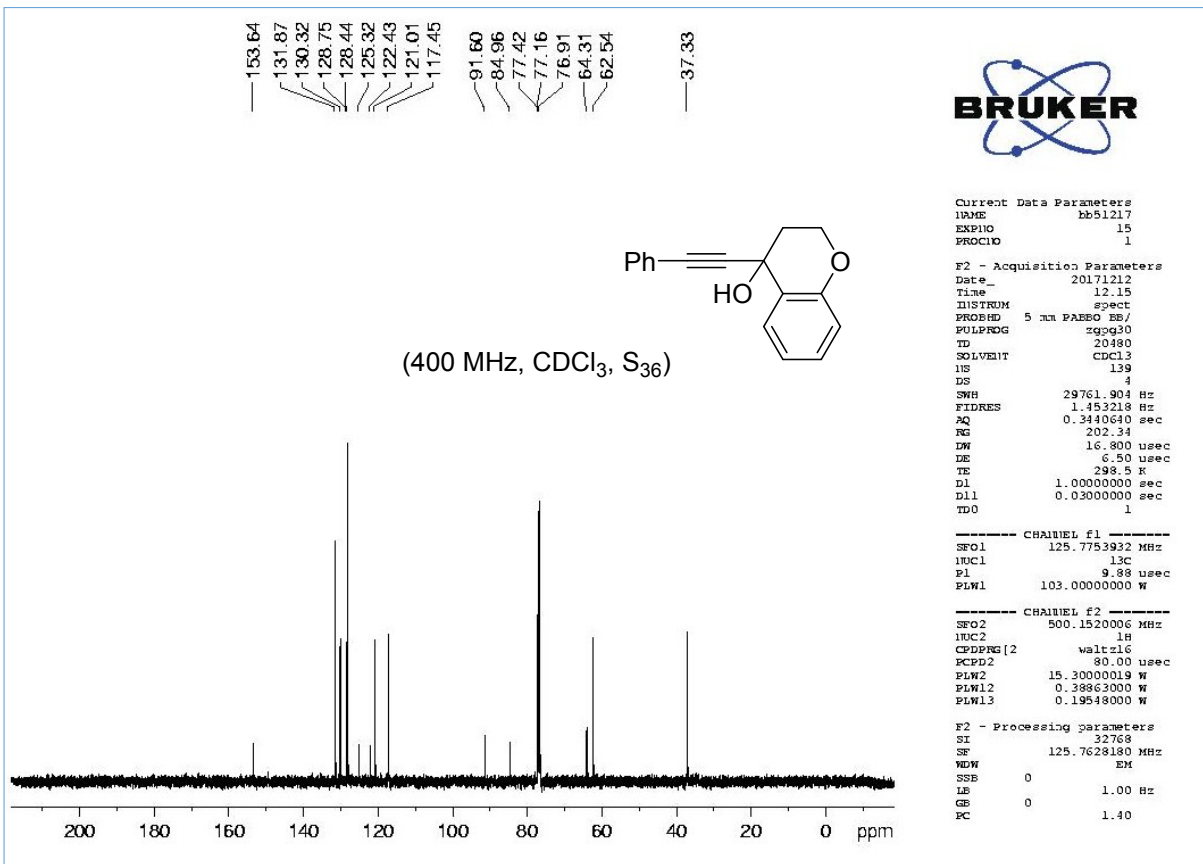 153.64
131.87
130.32
128.75
128.44
125.32
122.43
121.01
117.45
91.60
84.96
77.42
77.16
76.91
64.31
62.54
37.33
BRUKER
Current Data Parameters
NAME bb51217
EXPNO 15
PROCNO 1
F2 - Acquisition Parameters
Date_ 20171212
Time 12.15
INSTRUM spect
PROBHD 5 mm PABBO BB/
PULPROG zgpg30
TD 20480
SOLVENT CDCl3
NS 139
DS 4
SWH 29761.904 Hz
FIDRES 1.453218 Hz
AQ 0.3440640 sec
RG 202.34
DW 16.800 usec
DE 6.50 usec
TE 298.5 K
D1 1.00000000 sec
D11 0.03000000 sec
TD0 1
======== CHANNEL f1 ========
SFO1 125.7753932 MHz
NUC1 13C
P1 9.88 usec
PLW1 103.00000000 W
======== CHANNEL f2 ========
SFO2 500.1520006 MHz
NUC2 1H
CPDPRG[2 waltz16
PCPD2 80.00 usec
PLW2 15.30000019 W
PLW12 0.38863000 W
PLW13 0.19548000 W
F2 - Processing parameters
SI 32768
SF 125.7628180 MHz
WDW EM
SSB 0
LB 1.00 Hz
GB 0
PC 1.40
Ph
O
HO
(400 MHz, CDCl₃, S₃₆)
200 180 160 140 120 100 80 60 40 20 0 ppm